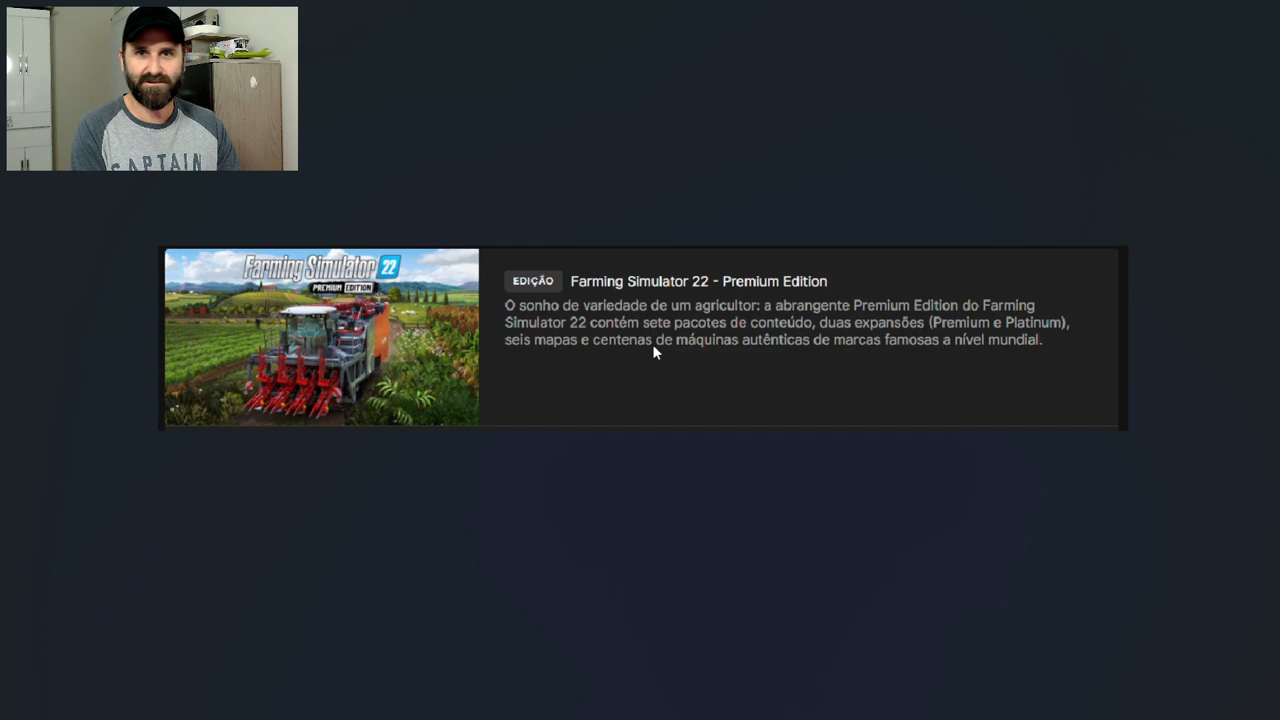 CAPTAIN
Farming Simulator 22
PREMIUM EDITION
EDIÇÃO Farming Simulator 22 - Premium Edition
O sonho de variedade de um agricultor: a abrangente Premium Edition do Farming
Simulator 22 contém sete pacotes de conteúdo, duas expansões (Premium e Platinum),
seis mapas e centenas de máquinas autênticas de marcas famosas a nível mundial.